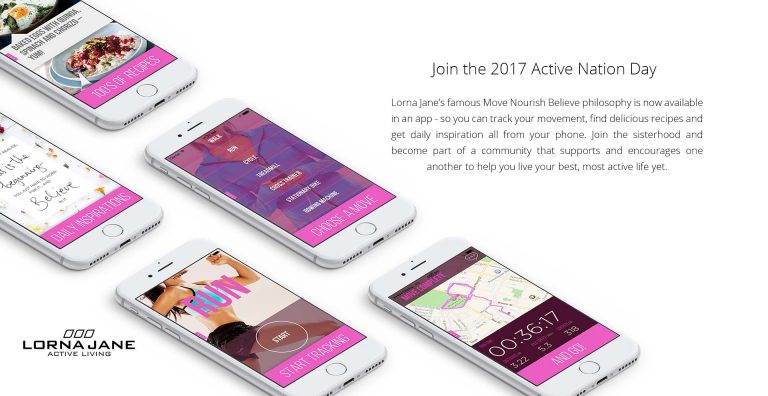 BAKED EGGS WITH QUINOA,
SPINACH AND CHORIZO –
YUM!
100'S OF RECIPES
is the
beginning
Believe
DAILY INSPIRATIONS
WALK
RUN
CYCLE
TREADMILL
CROSS TRAINER
STATIONARY BIKE
ROWING MACHINE
CHOOSE A MOVE
RUN
START
START TRACKING
MOVE COMPLETE
00:36:17
3.22
5.3
318
AND GO!
LORNA JANE
ACTIVE LIVING
Join the 2017 Active Nation Day
Lorna Jane's famous Move Nourish Believe philosophy is now available
in an app - so you can track your movement, find delicious recipes and
get daily inspiration all from your phone. Join the sisterhood and
become part of a community that supports and encourages one
another to help you live your best, most active life yet.